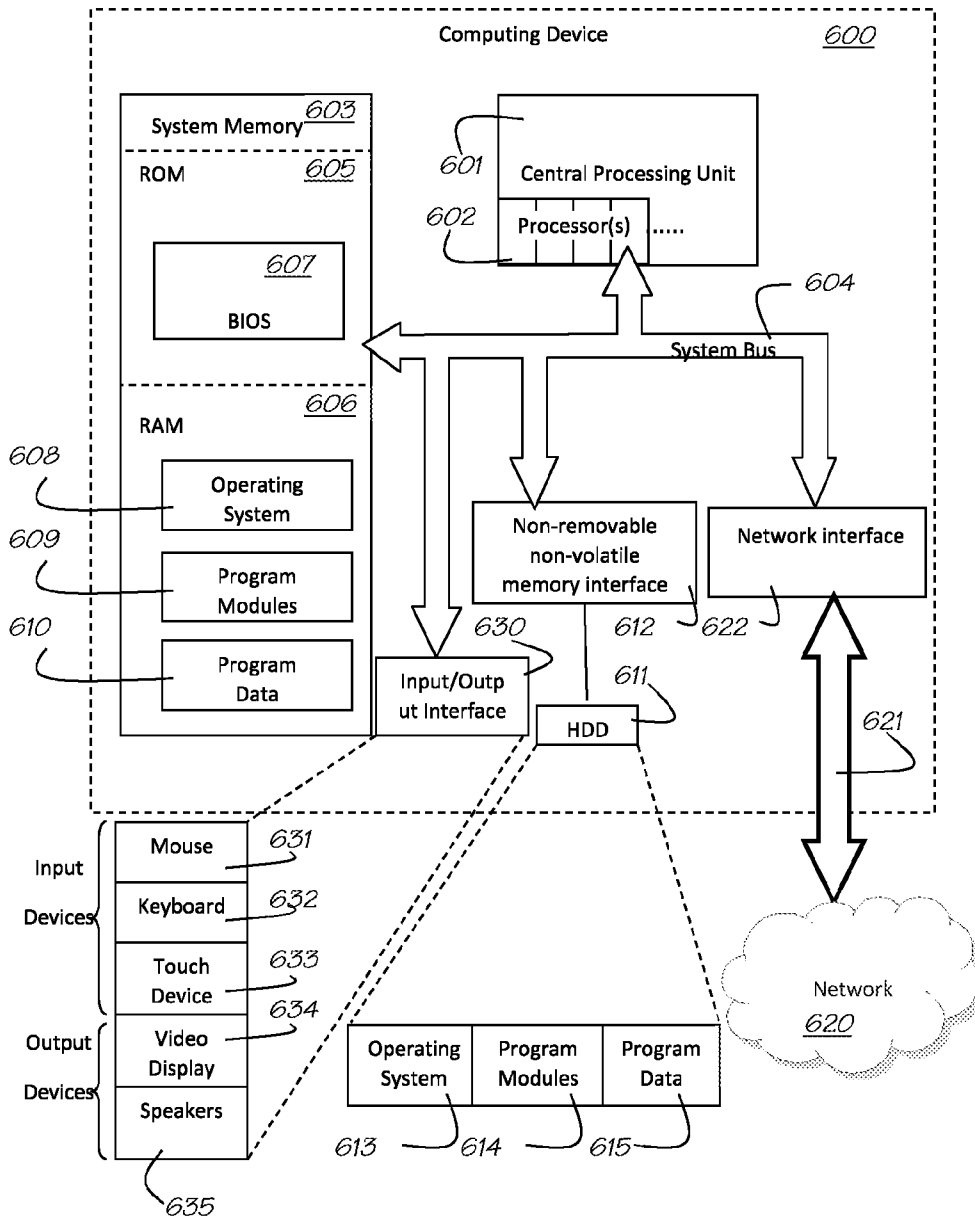 Computing Device 600
System Memory 603
ROM 605
607
BIOS
RAM 606
608
Operating
System
609
Program
Modules
610
Program
Data
601
Central Processing Unit
602
Processor(s) ......
604
System Bus
Non-removable
non-volatile
memory interface
612
Network interface
622
630
Input/Outp
ut Interface
611
HDD
621
Input
Devices
Mouse 631
Keyboard 632
Touch
Device
633
Output
Devices
634
Video
Display
Speakers
635
Operating
System
Program
Modules
Program
Data
613 614 615
Network
620